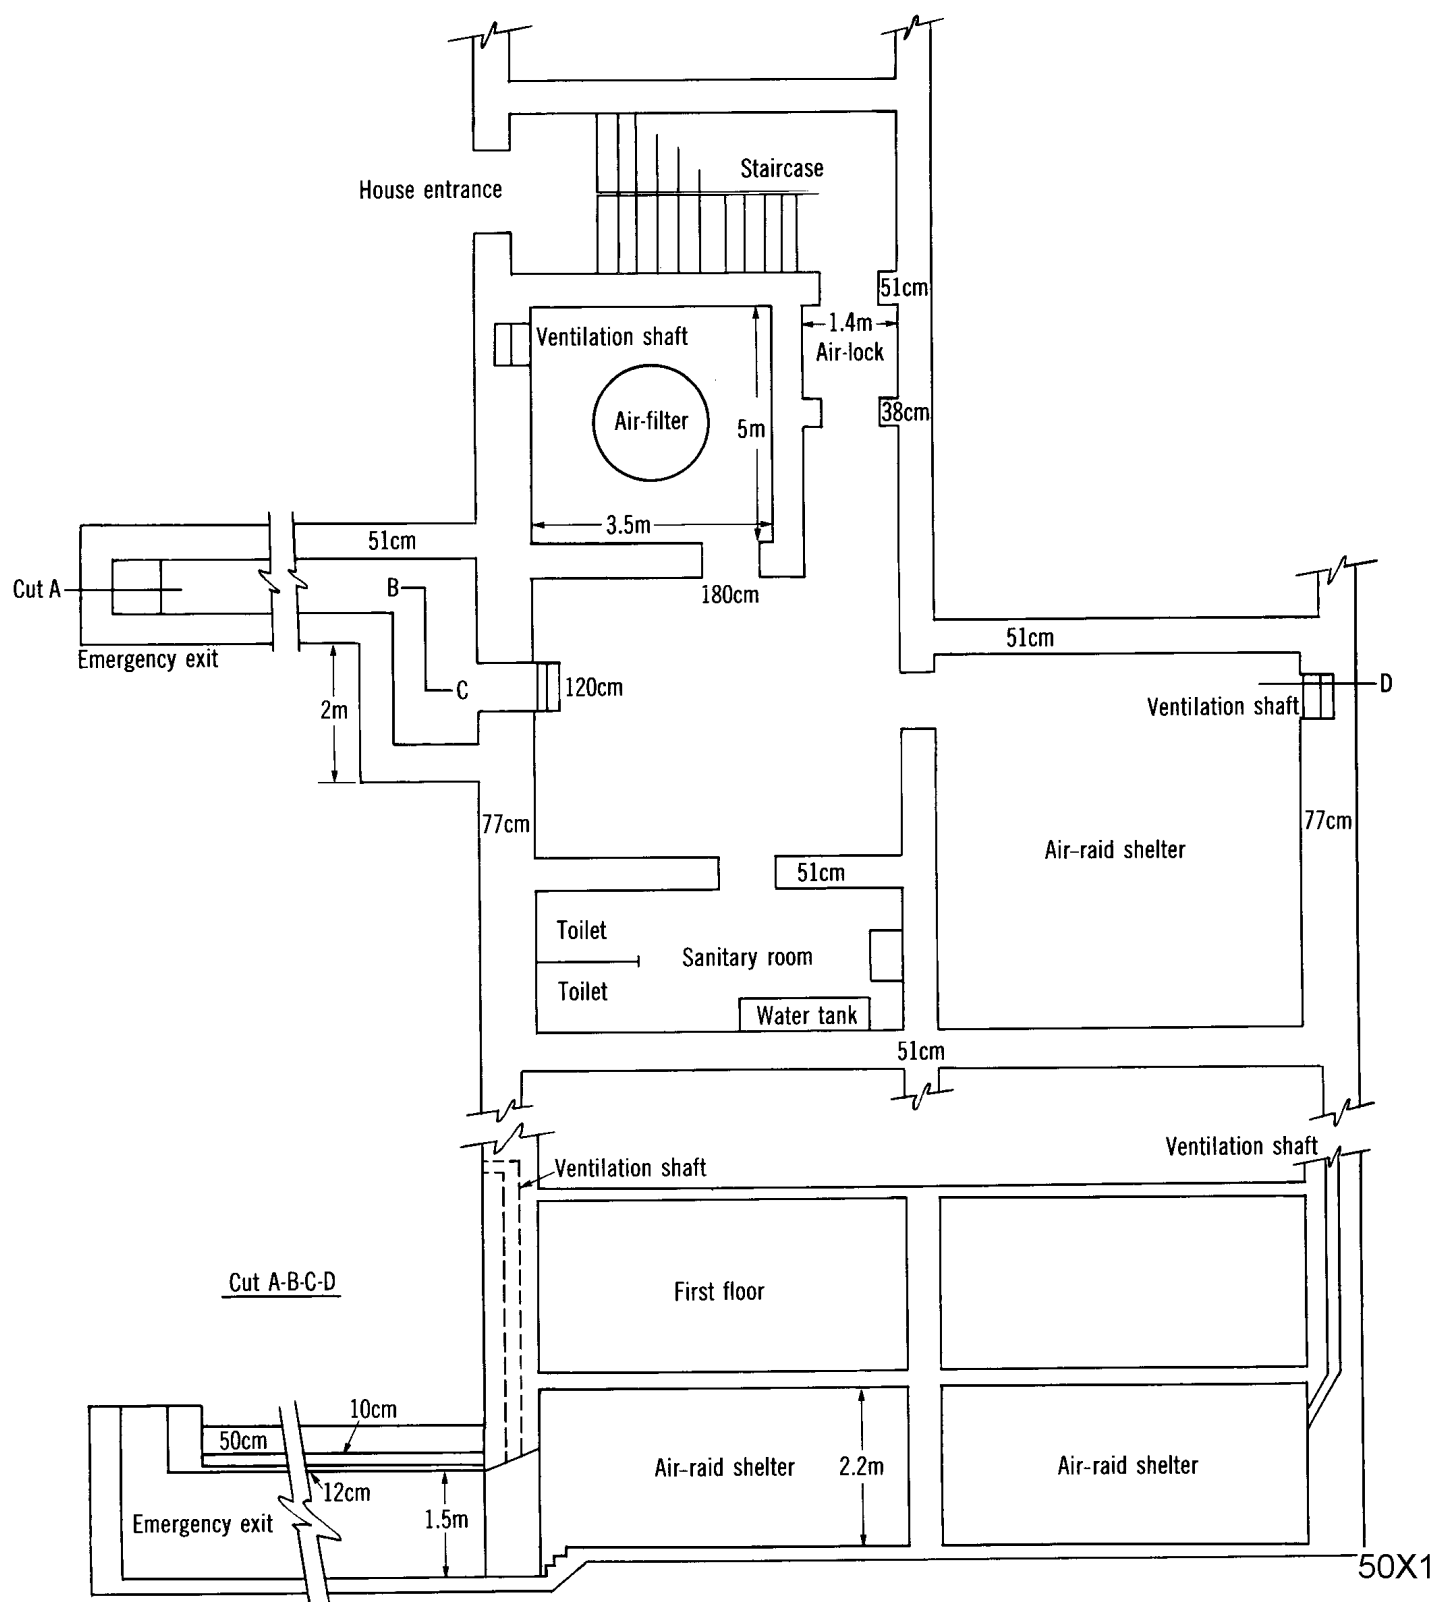 Staircase
House entrance
51cm
1.4m
Ventilation shaft
Air-lock
38cm
Air-filter
5m
3.5m
51cm
Cut A
B
180cm
51cm
Emergency exit
C
120cm
D
2m
Ventilation shaft
77cm
77cm
Air-raid shelter
51cm
Toilet
Sanitary room
Toilet
Water tank
51cm
Ventilation shaft
Ventilation shaft
Cut A-B-C-D
First floor
10cm
50cm
Air-raid shelter
2.2m
Air-raid shelter
12cm
Emergency exit
1.5m
50X1